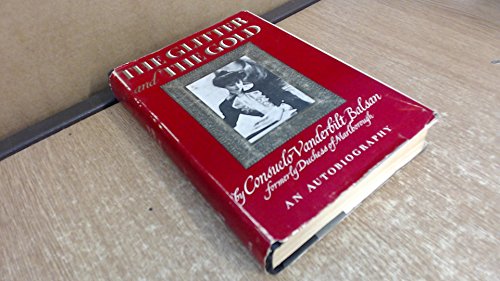 THE GLITTER
and THE GOLD
by Consuelo Vanderbilt Balsan
formerly Duchess of Marlborough
AN AUTOBIOGRAPHY